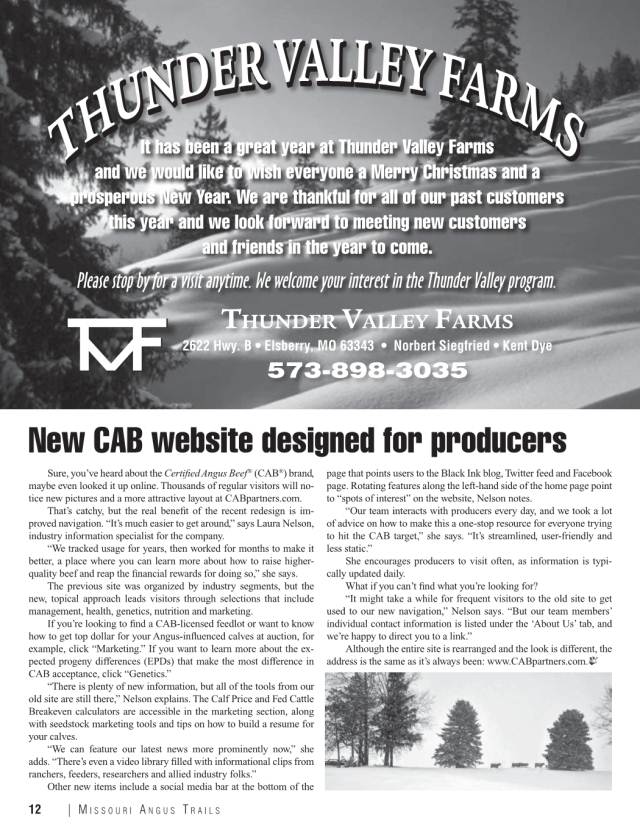 THUNDER VALLEY FARMS
It has been a great year at Thunder Valley Farms
and we would like to wish everyone a Merry Christmas and a
prosperous New Year. We are thankful for all of our past customers
this year and we look forward to meeting new customers
and friends in the year to come.
Please stop by for a visit anytime. We welcome your interest in the Thunder Valley program.
TVF
THUNDER VALLEY FARMS
2622 Hwy. B • Elsberry, MO 63343 • Norbert Siegfried • Kent Dye
573-898-3035
New CAB website designed for producers
Sure, you've heard about the Certified Angus Beef® (CAB®) brand,
maybe even looked it up online. Thousands of regular visitors will no-
tice new pictures and a more attractive layout at CABpartners.com.
That's catchy, but the real benefit of the recent redesign is im-
proved navigation. “It's much easier to get around,” says Laura Nelson,
industry information specialist for the company.
“We tracked usage for years, then worked for months to make it
better, a place where you can learn more about how to raise higher-
quality beef and reap the financial rewards for doing so,” she says.
The previous site was organized by industry segments, but the
new, topical approach leads visitors through selections that include
management, health, genetics, nutrition and marketing.
If you're looking to find a CAB-licensed feedlot or want to know
how to get top dollar for your Angus-influenced calves at auction, for
example, click “Marketing.” If you want to learn more about the ex-
pected progeny differences (EPDs) that make the most difference in
CAB acceptance, click “Genetics.”
“There is plenty of new information, but all of the tools from our
old site are still there,” Nelson explains. The Calf Price and Fed Cattle
Breakeven calculators are accessible in the marketing section, along
with seedstock marketing tools and tips on how to build a resume for
your calves.
“We can feature our latest news more prominently now,” she
adds. “There's even a video library filled with informational clips from
ranchers, feeders, researchers and allied industry folks.”
Other new items include a social media bar at the bottom of the
page that points users to the Black Ink blog, Twitter feed and Facebook
page. Rotating features along the left-hand side of the home page point
to “spots of interest” on the website, Nelson notes.
“Our team interacts with producers every day, and we took a lot
of advice on how to make this a one-stop resource for everyone trying
to hit the CAB target,” she says. “It's streamlined, user-friendly and
less static.”
She encourages producers to visit often, as information is typi-
cally updated daily.
What if you can't find what you're looking for?
“It might take a while for frequent visitors to the old site to get
used to our new navigation,” Nelson says. “But our team members'
individual contact information is listed under the ‘About Us’ tab, and
we're happy to direct you to a link.”
Although the entire site is rearranged and the look is different, the
address is the same as it's always been: www.CABpartners.com.
12 | MISSOURI ANGUS TRAILS